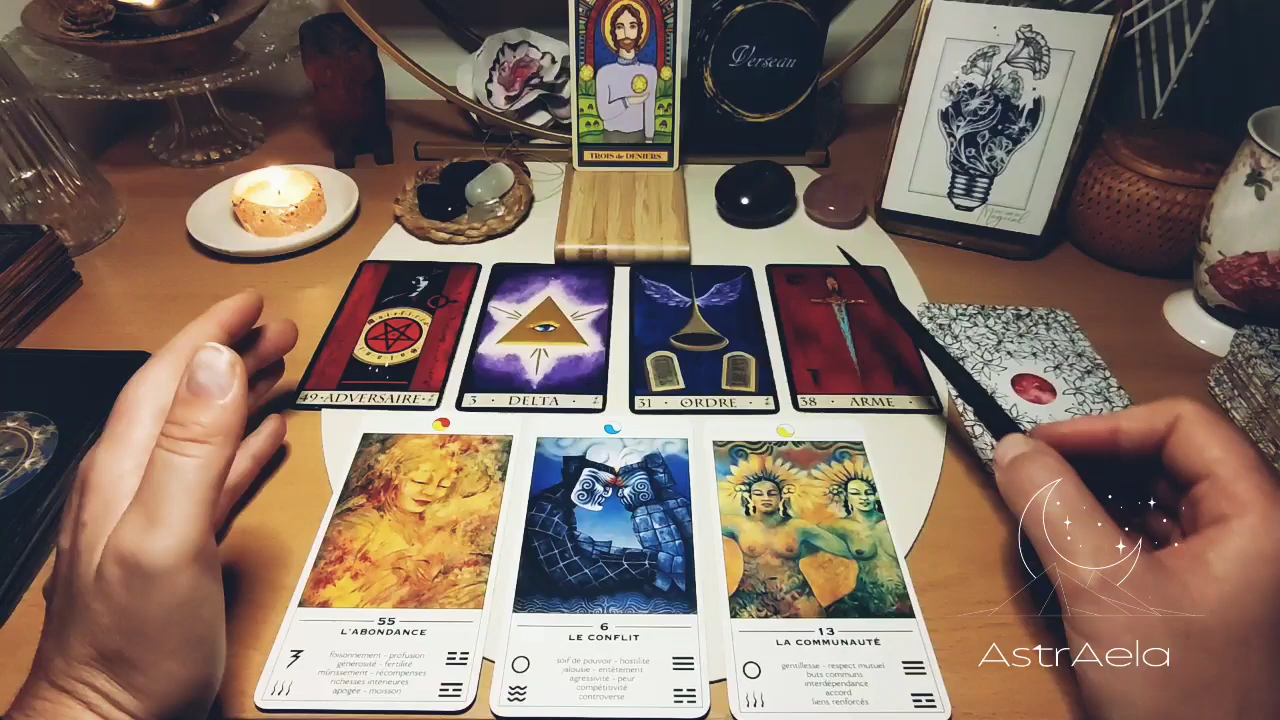 Verseau
TROIS de DENIERS
49 · ADVERSAIRE ·
3 · DELTA ·
31 · ORDRE ·
38 · ARME ·
55
L'ABONDANCE
foisonnement - profusion
générosité - fertilité
mûrissement - récompenses
richesses intérieures
apogée - moisson
6
LE CONFLIT
soif de pouvoir - hostilité
jalousie - entêtement
agressivité - peur
compétitivité
controverse
13
LA COMMUNAUTÉ
gentillesse - respect mutuel
buts communs
interdépendance
accord
liens renforcés
AstrAela